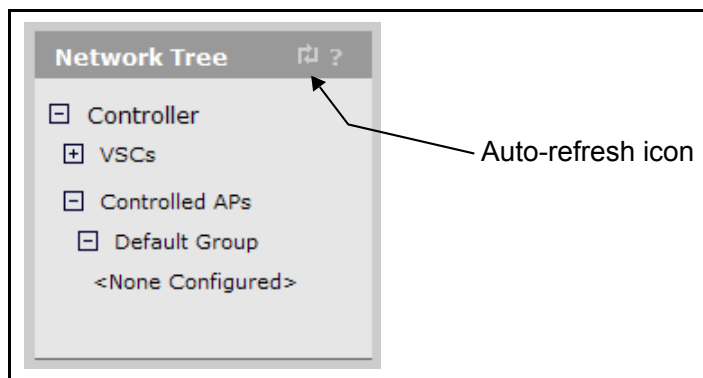 Network Tree ?
Controller
VSCs
Auto-refresh icon
Controlled APs
Default Group
<None Configured>